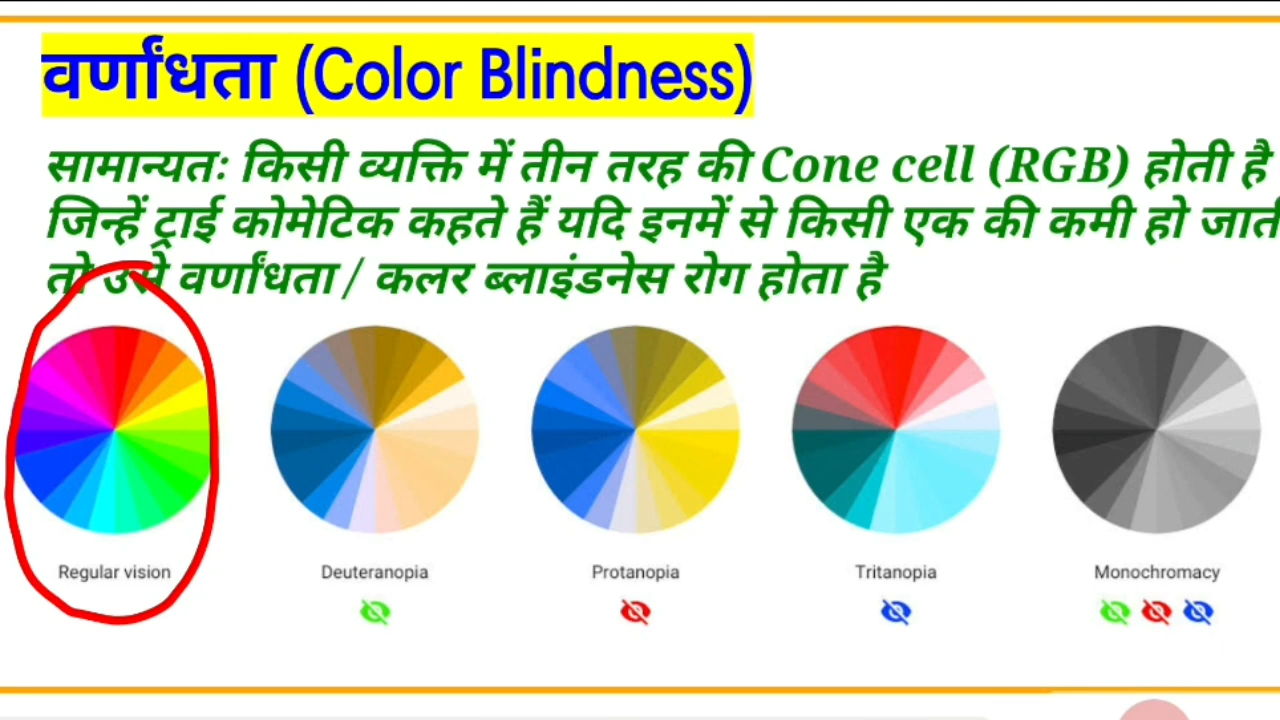 वर्णांधता (Color Blindness)
सामान्यतः किसी व्यक्ति में तीन तरह की Cone cell (RGB) होती है
जिन्हें ट्राई कोमेटिक कहते हैं यदि इनमें से किसी एक की कमी हो जाती
तो उसे वर्णांधता / कलर ब्लाइंडनेस रोग होता है
Regular vision
Deuteranopia
Protanopia
Tritanopia
Monochromacy